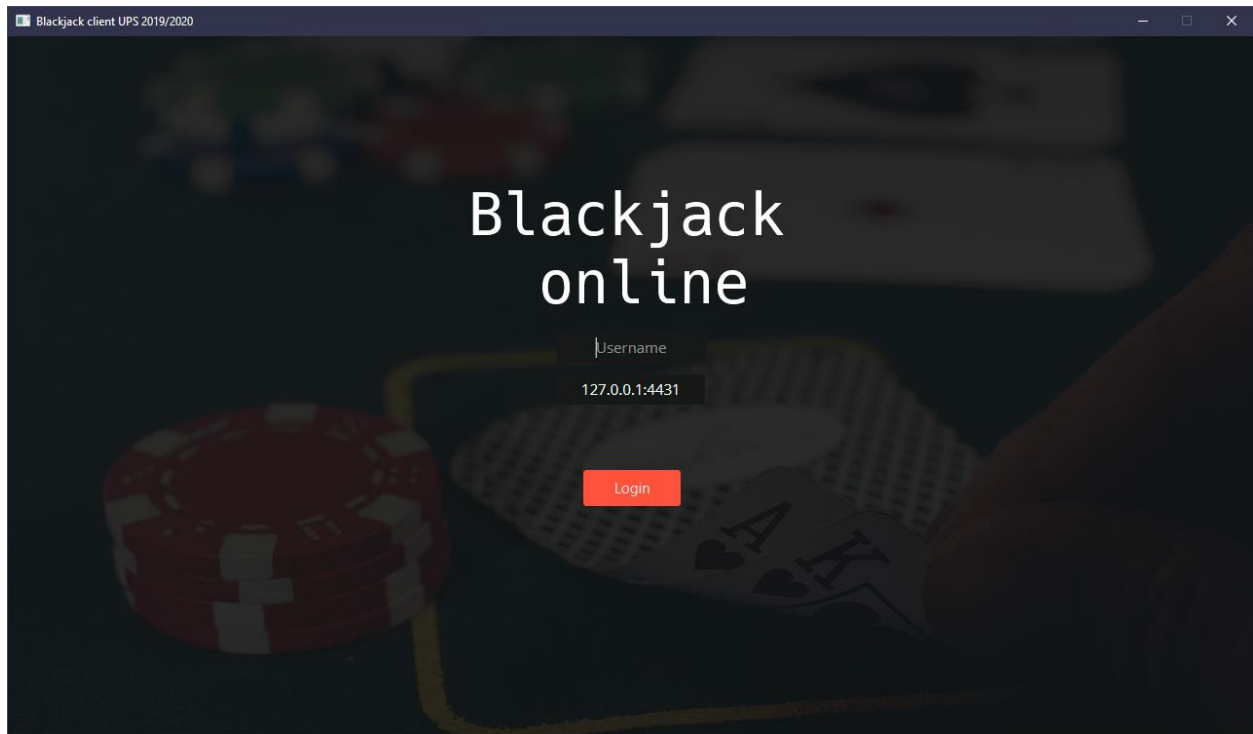 Blackjack client UPS 2019/2020
Blackjack
online
Username
127.0.0.1:4431
Login
A K